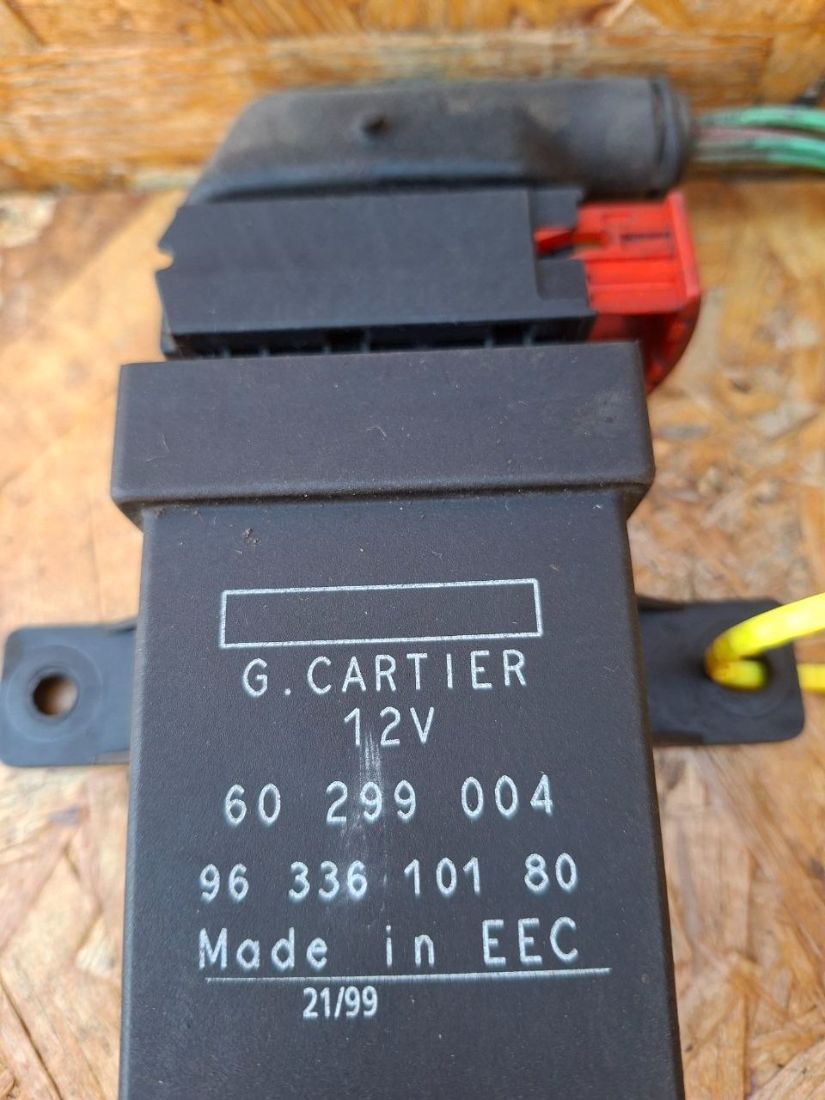 G.CARTIER
12V
60 299 004
96 336 101 80
Made in EEC
21/99